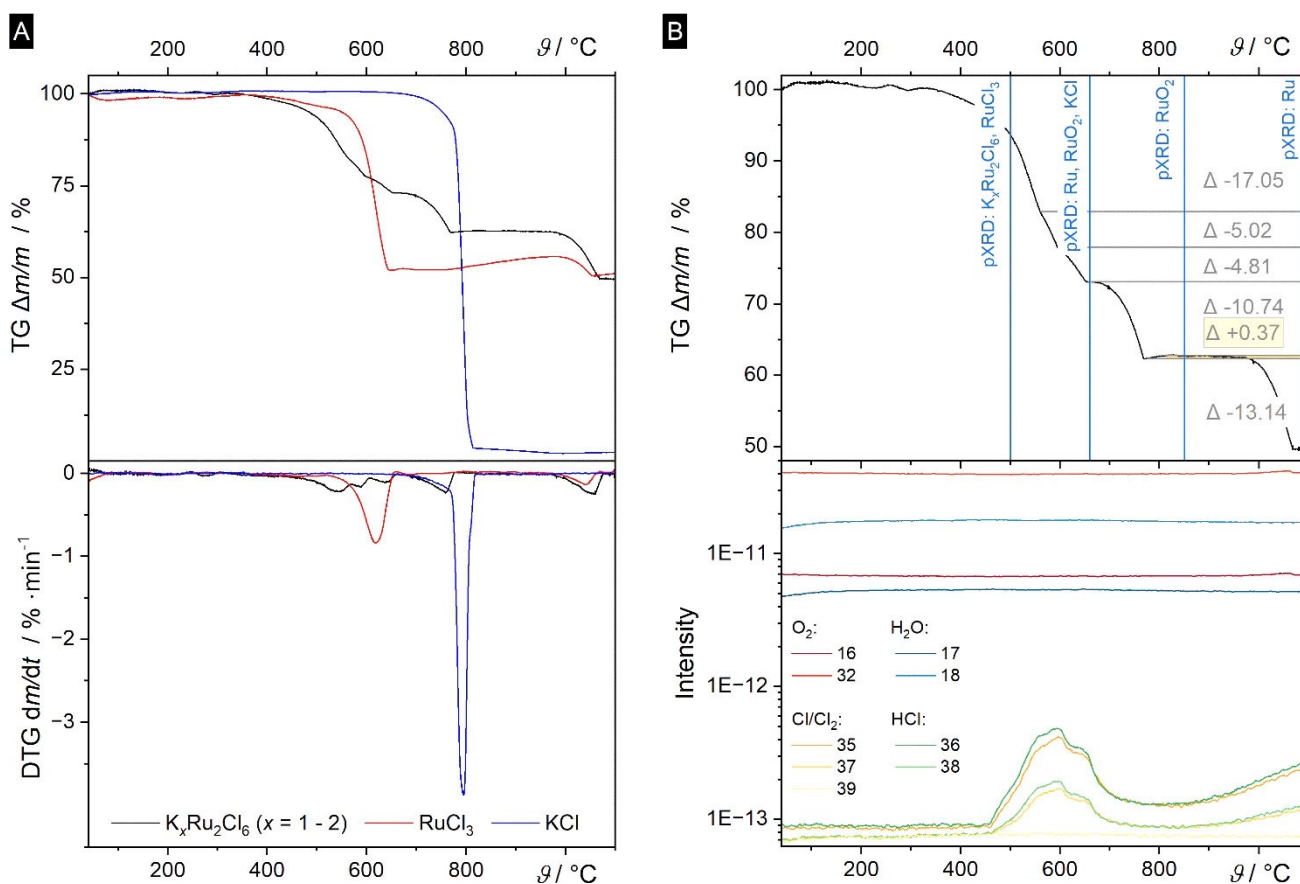 A
200 400 600 800 𝜗 / °C
100
75
50
25
TG Δm/m / %
0
−1
−2
−3
DTG dm/dt / % ·min⁻¹
KₓRu₂Cl₆ (x = 1 - 2) RuCl₃ KCl
200 400 600 800 𝜗 / °C
B
200 400 600 800 𝜗 / °C
100
90
80
70
60
50
TG Δm/m / %
pXRD: KₓRu₂Cl₆, RuCl₃
pXRD: Ru, RuO₂, KCl
pXRD: RuO₂
pXRD: Ru
Δ -17.05
Δ -5.02
Δ -4.81
Δ -10.74
Δ +0.37
Δ -13.14
1E−11
1E−12
1E−13
Intensity
O₂: H₂O:
16 17
32 18
Cl/Cl₂: HCl:
35 36
37 38
39
200 400 600 800 𝜗 / °C